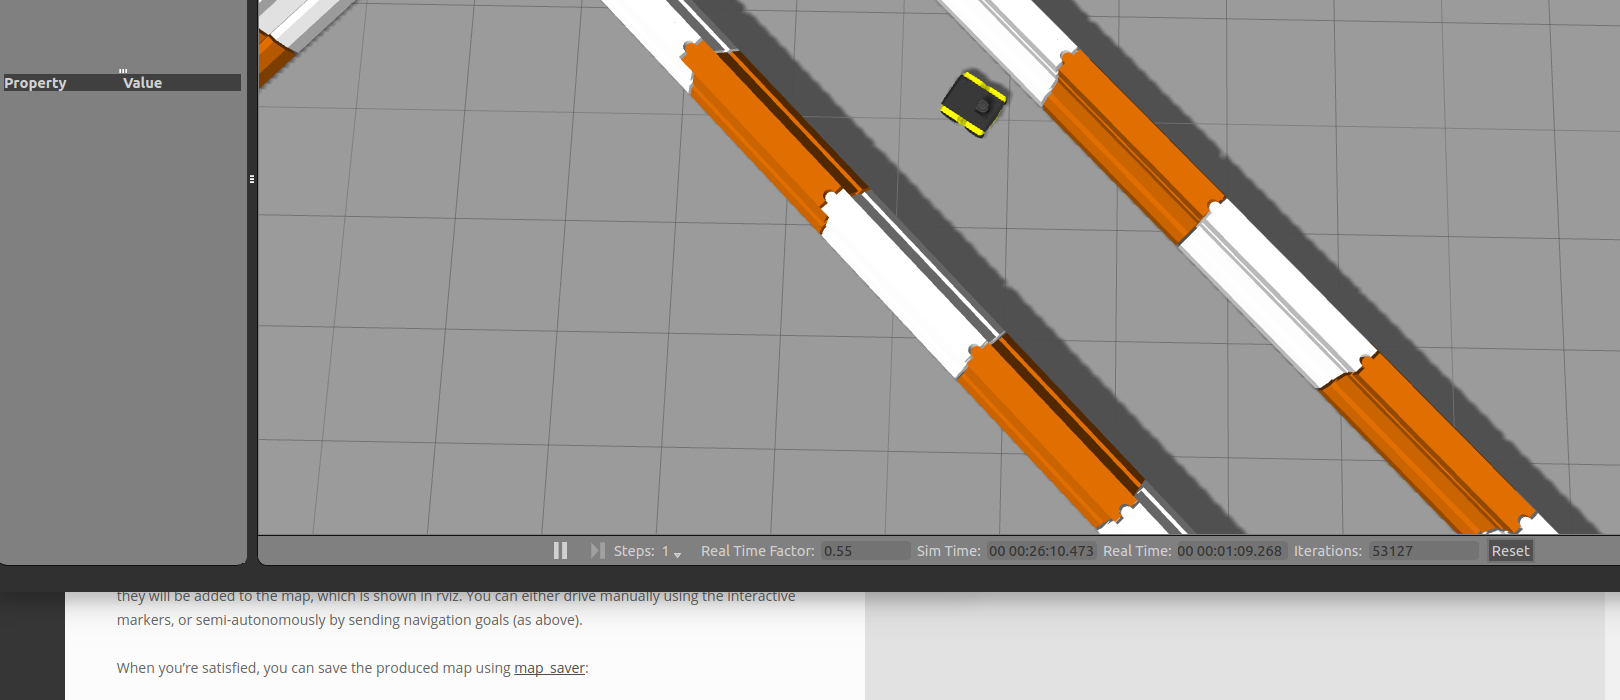 Property Value
Steps: 1 Real Time Factor: 0.55 Sim Time: 00 00:26:10.473 Real Time: 00 00:01:09.268 Iterations: 53127 Reset
they will be added to the map, which is shown in rviz. You can either drive manually using the interactive
markers, or semi-autonomously by sending navigation goals (as above).
When you’re satisfied, you can save the produced map using map_saver: